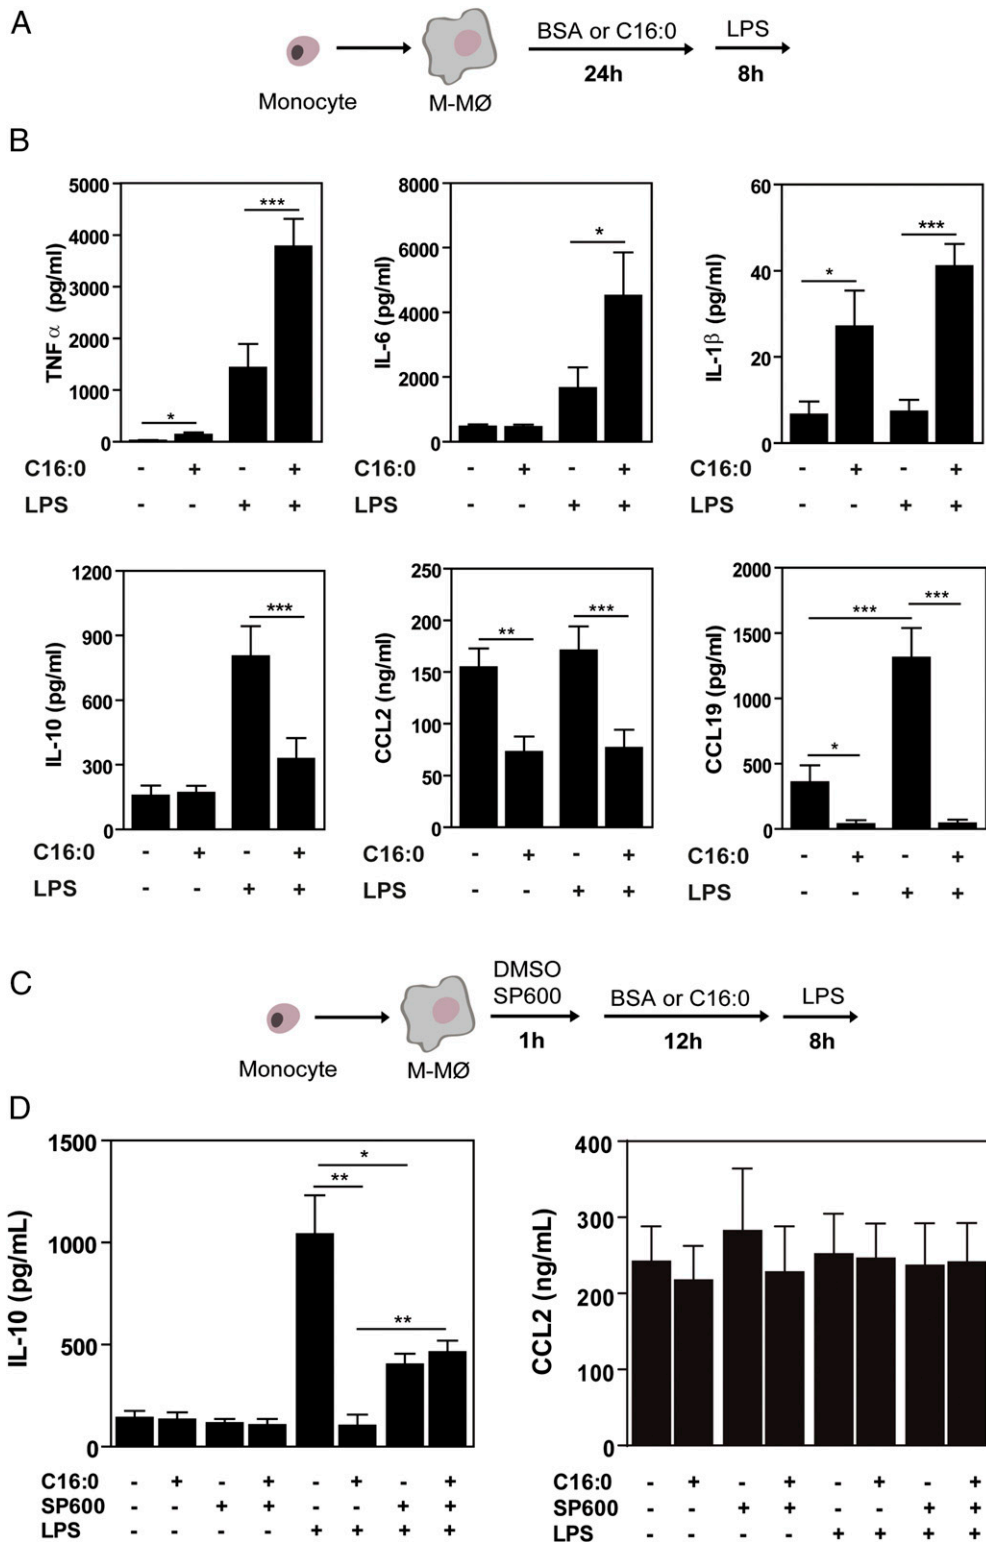 A
BSA or C16:0 LPS
24h 8h
Monocyte M-MØ
B
TNFα (pg/ml)
5000
4000
3000
2000
1000
0
* ***
IL-6 (pg/ml)
8000
6000
4000
2000
0
*
IL-1β (pg/ml)
60
40
20
0
* ***
C16:0 - + - + C16:0 - + - + C16:0 - + - +
LPS - - + + LPS - - + + LPS - - + +
IL-10 (pg/ml)
1200
900
600
300
0
***
CCL2 (ng/ml)
250
200
150
100
50
0
** ***
CCL19 (pg/ml)
2000
1500
1000
500
0
*** ***
*
C16:0 - + - + C16:0 - + - + C16:0 - + - +
LPS - - + + LPS - - + + LPS - - + +
C
DMSO
SP600 BSA or C16:0 LPS
1h 12h 8h
Monocyte M-MØ
D
IL-10 (pg/mL)
1500
1000
500
0
*
**
**
CCL2 (ng/mL)
400
300
200
100
0
C16:0 - + - + - + - + C16:0 - + - + - + - +
SP600 - - + + - - + + SP600 - - + + - - + +
LPS - - - - + + + + LPS - - - - + + + +